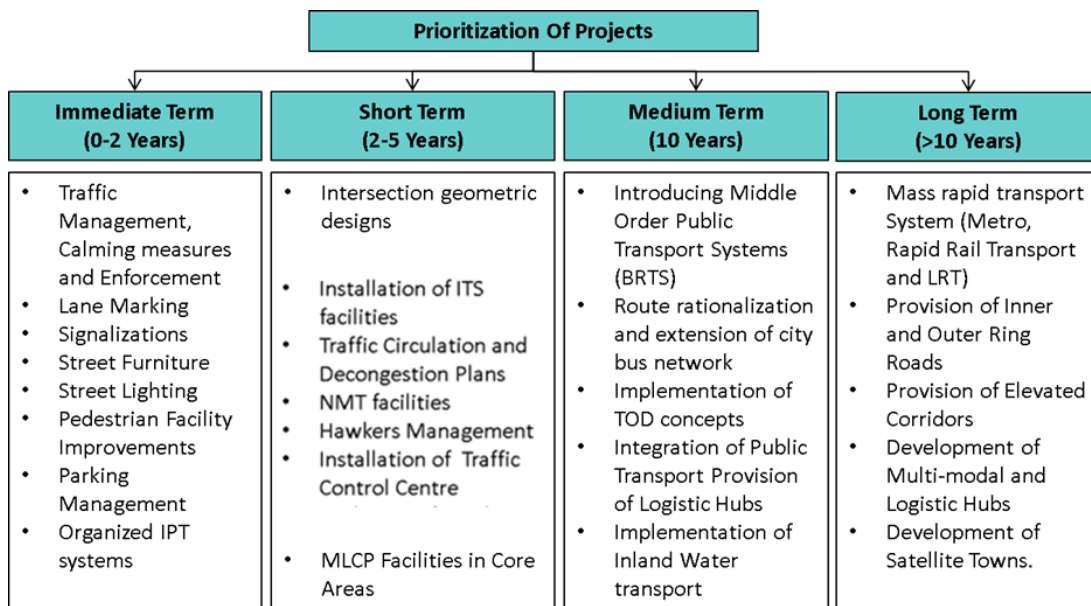 Prioritization Of Projects
Immediate Term
(0-2 Years)
• Traffic
Management,
Calming measures
and Enforcement
• Lane Marking
• Signalizations
• Street Furniture
• Street Lighting
• Pedestrian Facility
Improvements
• Parking
Management
• Organized IPT
systems
Short Term
(2-5 Years)
• Intersection geometric
designs
• Installation of ITS
facilities
• Traffic Circulation and
Decongestion Plans
• NMT facilities
• Hawkers Management
• Installation of Traffic
Control Centre
• MLCP Facilities in Core
Areas
Medium Term
(10 Years)
• Introducing Middle
Order Public
Transport Systems
(BRTS)
• Route rationalization
and extension of city
bus network
• Implementation of
TOD concepts
• Integration of Public
Transport Provision
of Logistic Hubs
• Implementation of
Inland Water
transport
Long Term
(>10 Years)
• Mass rapid transport
System (Metro,
Rapid Rail Transport
and LRT)
• Provision of Inner
and Outer Ring
Roads
• Provision of Elevated
Corridors
• Development of
Multi-modal and
Logistic Hubs
• Development of
Satellite Towns.